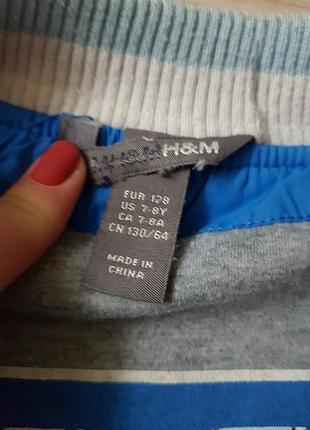 H&M
EUR 128
US 7-8Y
CA 7-8A
CN 130/64
MADE IN
CHINA